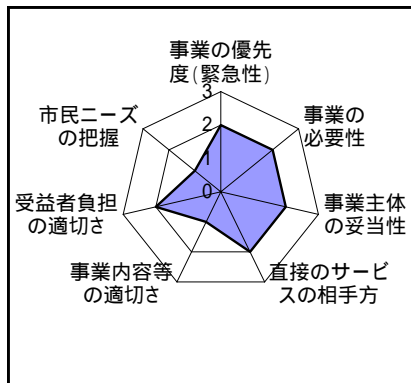 事業の優先
度(緊急性)
3
2
1
0
市民ニーズ
の把握
事業の
必要性
受益者負担
の適切さ
事業主体
の妥当性
事業内容等
の適切さ
直接のサービ
スの相手方